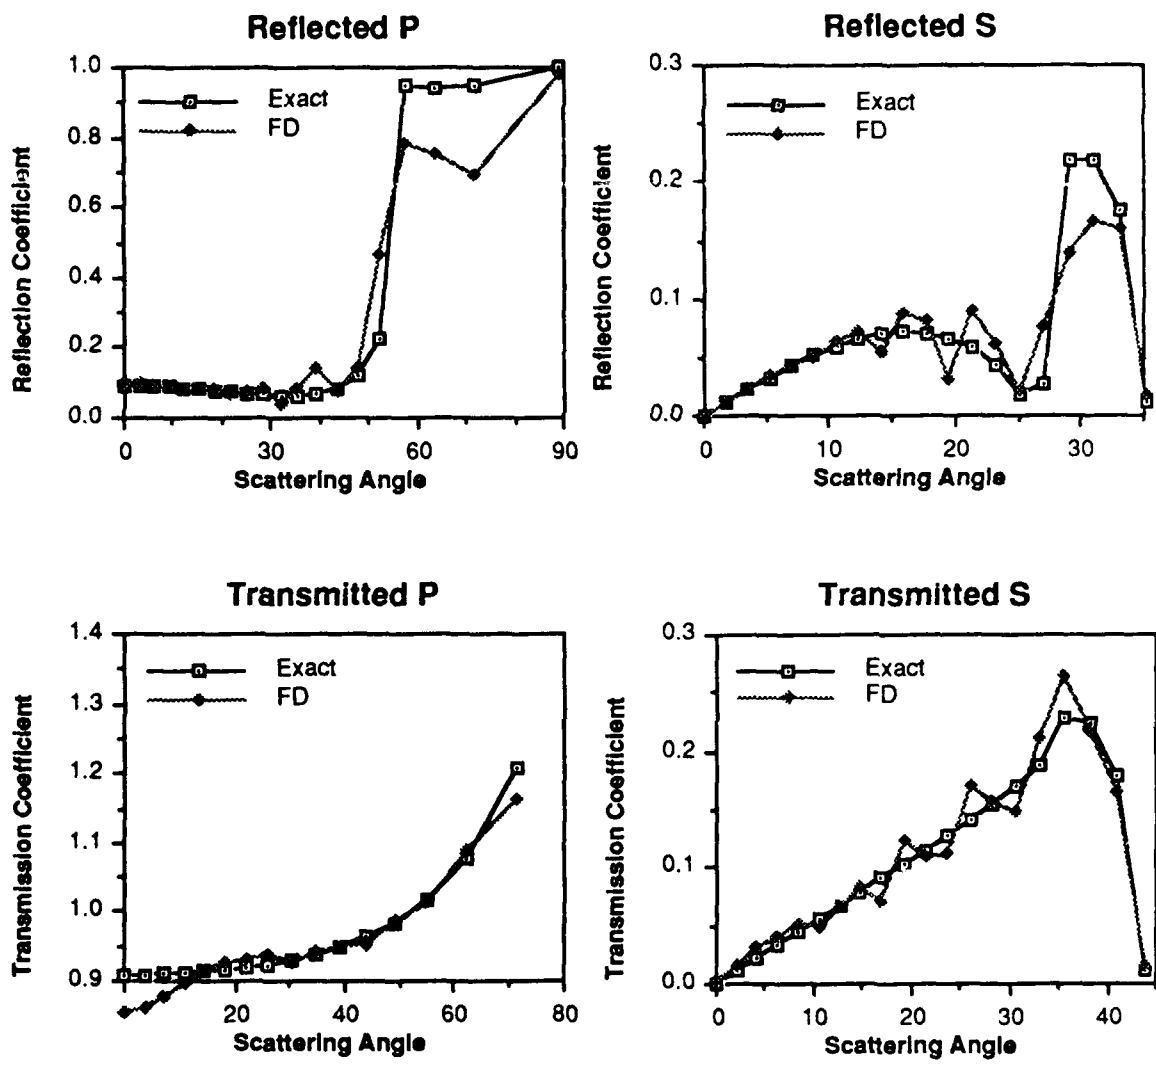 Reflected P
Reflected S
1.0
0.8
0.6
0.4
0.2
0.0
Reflection Coefficient
Exact
FD
0 30 60 90
Scattering Angle
0.3
0.2
0.1
0.0
Reflection Coefficient
Exact
FD
0 10 20 30
Scattering Angle
Transmitted P
Transmitted S
1.4
1.3
1.2
1.1
1.0
0.9
Transmission Coefficient
Exact
FD
20 40 60 80
Scattering Angle
0.3
0.2
0.1
0.0
Transmission Coefficient
Exact
FD
0 10 20 30 40
Scattering Angle